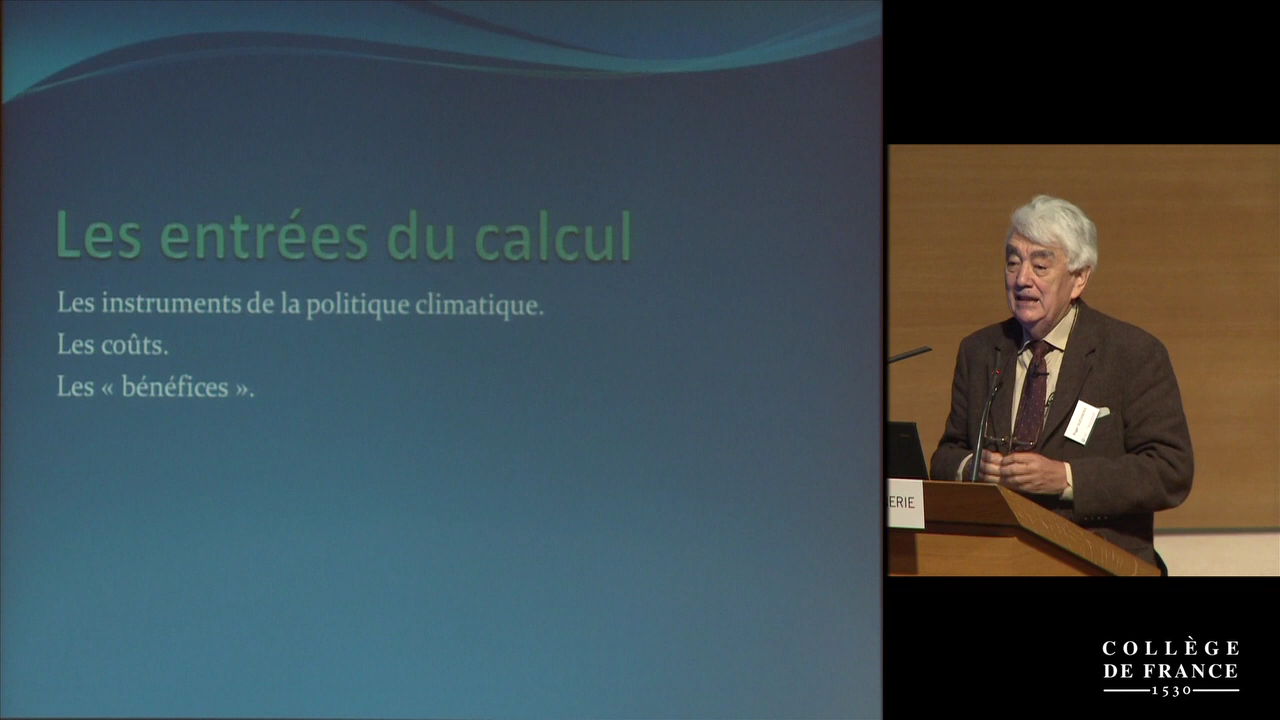 Les entrées du calcul
Les instruments de la politique climatique.
Les coûts.
Les « bénéfices ».
ERIE
COLLÈGE
DE FRANCE
1530